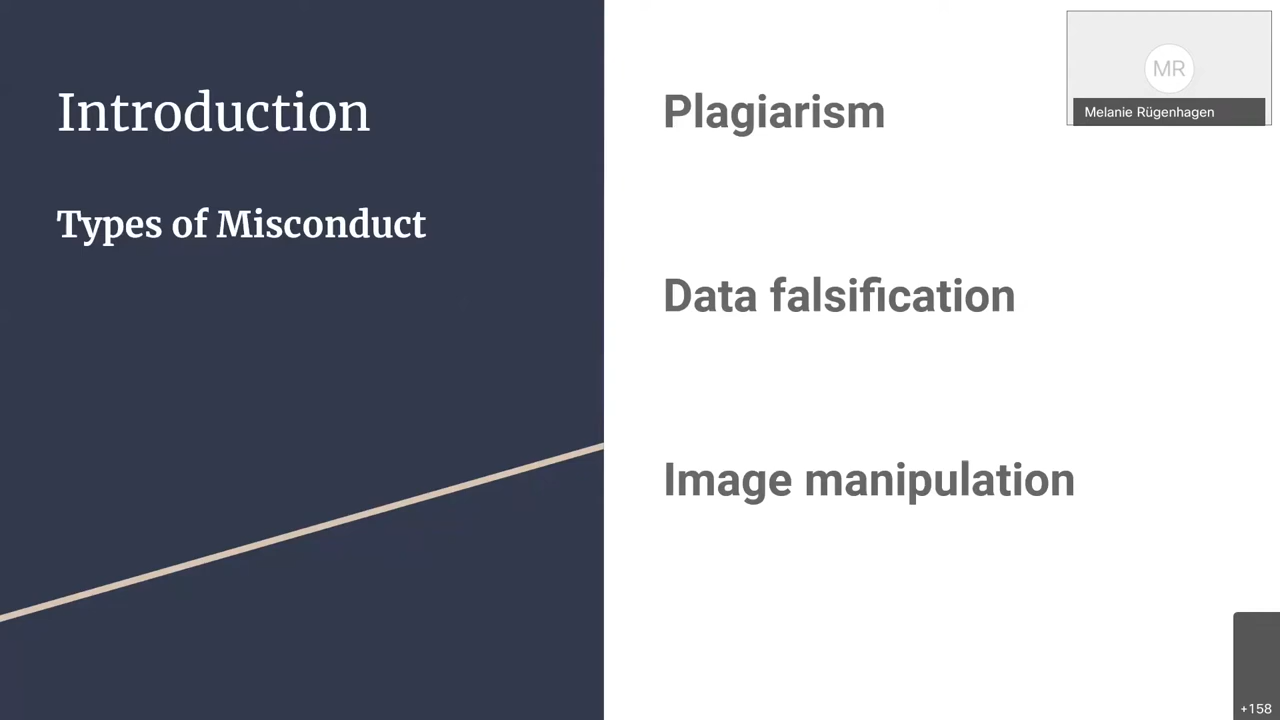 Introduction
Types of Misconduct
Plagiarism
Data falsification
Image manipulation
MR
Melanie Rügenhagen
+158